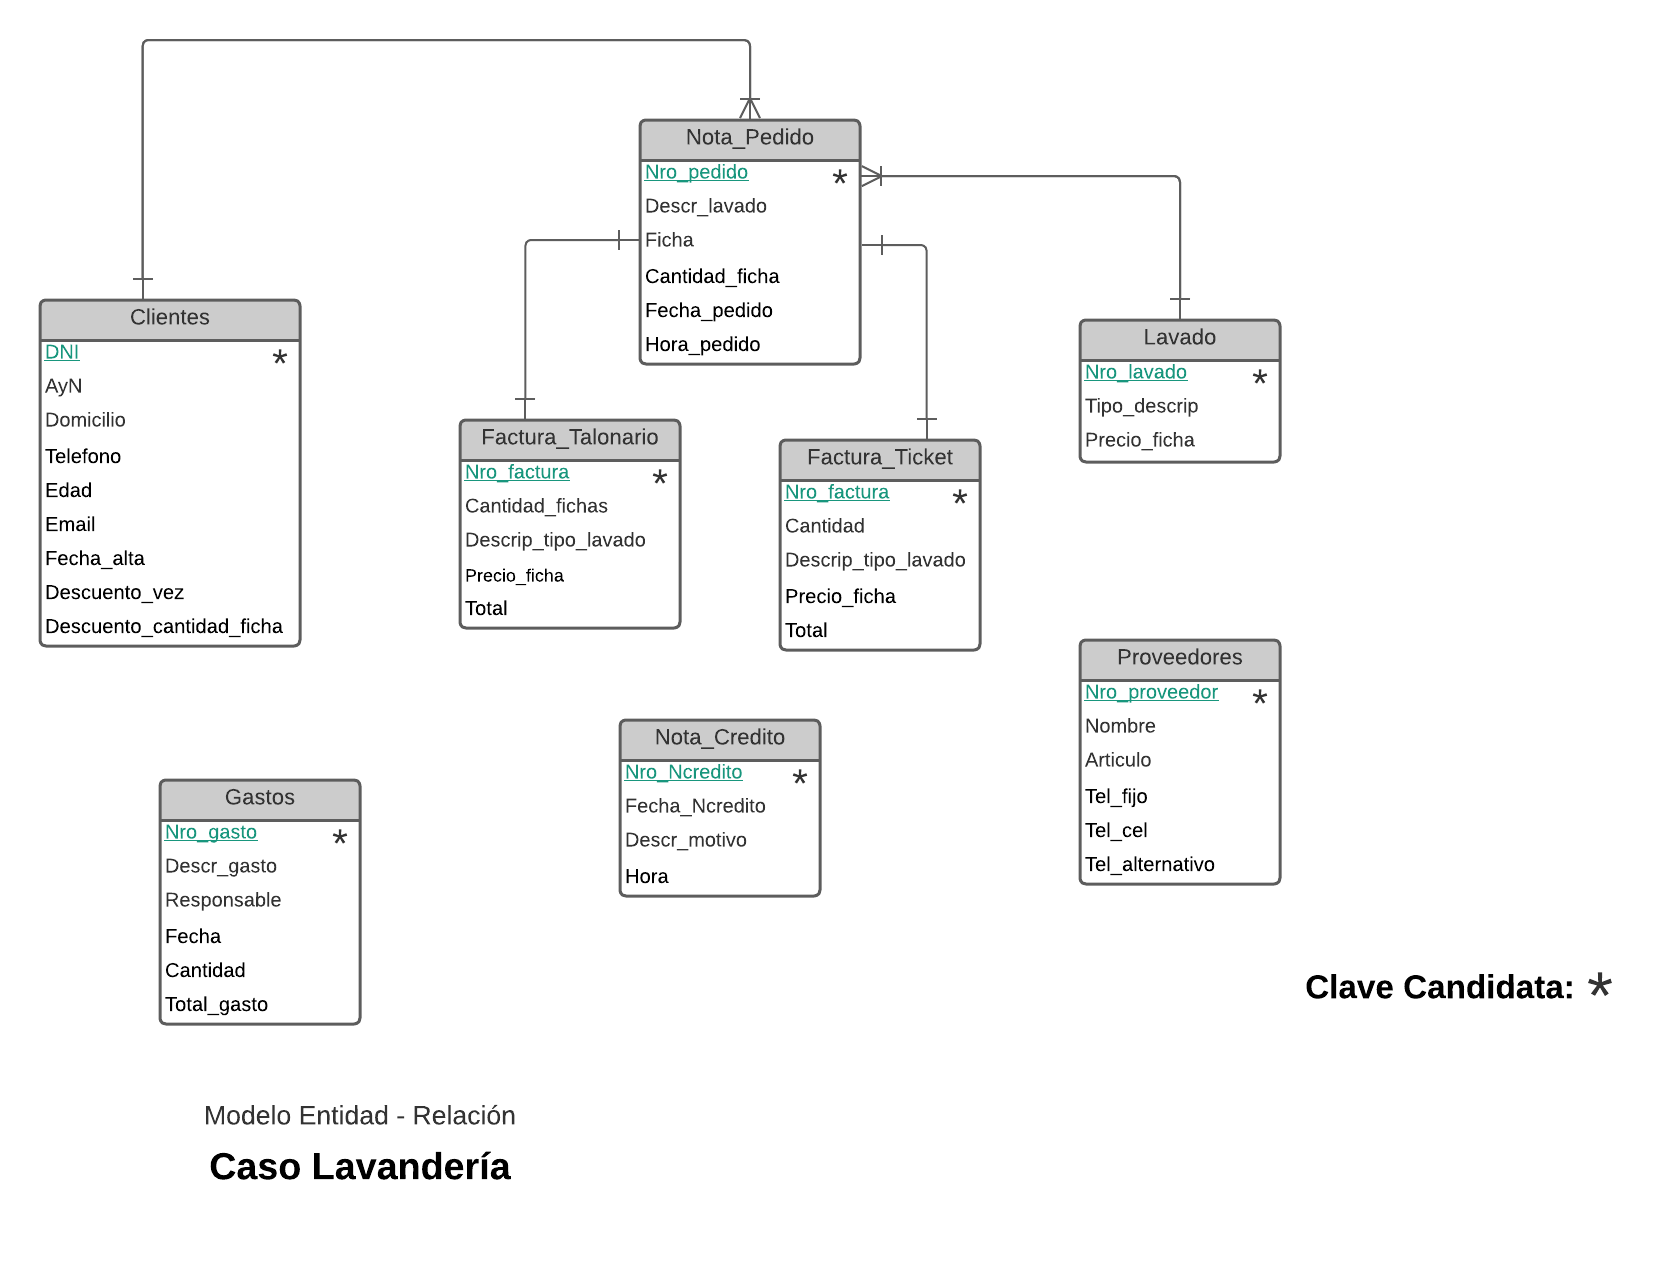 Nota_Pedido
Nro_pedido *
Descr_lavado
Ficha
Cantidad_ficha
Fecha_pedido
Hora_pedido
Clientes
DNI *
AyN
Domicilio
Telefono
Edad
Email
Fecha_alta
Descuento_vez
Descuento_cantidad_ficha
Factura_Talonario
Nro_factura *
Cantidad_fichas
Descrip_tipo_lavado
Precio_ficha
Total
Factura_Ticket
Nro_factura *
Cantidad
Descrip_tipo_lavado
Precio_ficha
Total
Lavado
Nro_lavado *
Tipo_descrip
Precio_ficha
Proveedores
Nro_proveedor *
Nombre
Articulo
Tel_fijo
Tel_cel
Tel_alternativo
Nota_Credito
Nro_Ncredito *
Fecha_Ncredito
Descr_motivo
Hora
Gastos
Nro_gasto *
Descr_gasto
Responsable
Fecha
Cantidad
Total_gasto
Clave Candidata: *
Modelo Entidad - Relación
Caso Lavandería